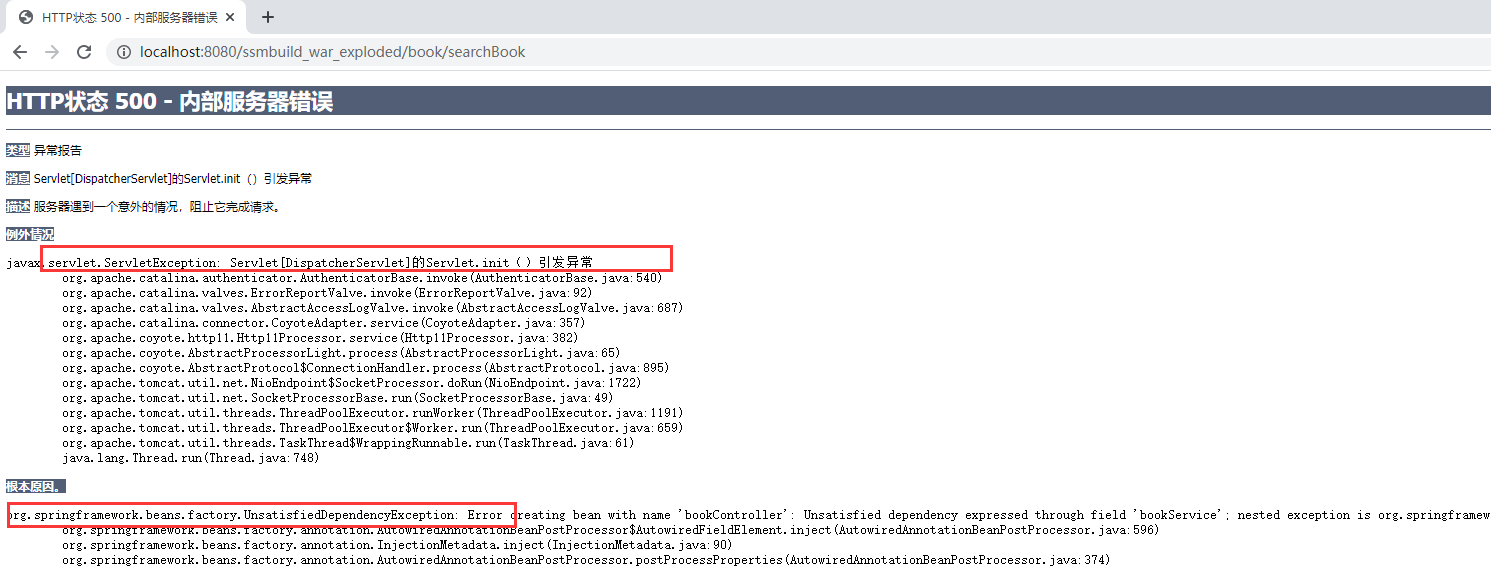 HTTP状态 500 - 内部服务器错误
localhost:8080/ssmbuild_war_exploded/book/searchBook
HTTP状态 500 - 内部服务器错误
类型 异常报告
消息 Servlet[DispatcherServlet]的Servlet.init（）引发异常
描述 服务器遇到一个意外的情况，阻止它完成请求。
例外情况
javax.servlet.ServletException: Servlet[DispatcherServlet]的Servlet.init（）引发异常
org.apache.catalina.authenticator.AuthenticatorBase.invoke(AuthenticatorBase.java:540)
org.apache.catalina.valves.ErrorReportValve.invoke(ErrorReportValve.java:92)
org.apache.catalina.valves.AbstractAccessLogValve.invoke(AbstractAccessLogValve.java:687)
org.apache.catalina.connector.CoyoteAdapter.service(CoyoteAdapter.java:357)
org.apache.coyote.http11.Http11Processor.service(Http11Processor.java:382)
org.apache.coyote.AbstractProcessorLight.process(AbstractProcessorLight.java:65)
org.apache.coyote.AbstractProtocol$ConnectionHandler.process(AbstractProtocol.java:895)
org.apache.tomcat.util.net.NioEndpoint$SocketProcessor.doRun(NioEndpoint.java:1722)
org.apache.tomcat.util.net.SocketProcessorBase.run(SocketProcessorBase.java:49)
org.apache.tomcat.util.threads.ThreadPoolExecutor.runWorker(ThreadPoolExecutor.java:1191)
org.apache.tomcat.util.threads.ThreadPoolExecutor$Worker.run(ThreadPoolExecutor.java:659)
org.apache.tomcat.util.threads.TaskThread$WrappingRunnable.run(TaskThread.java:61)
java.lang.Thread.run(Thread.java:748)
根本原因。
org.springframework.beans.factory.UnsatisfiedDependencyException: Error creating bean with name 'bookController': Unsatisfied dependency expressed through field 'bookService'; nested exception is org.springframew
org.springframework.beans.factory.annotation.AutowiredAnnotationBeanPostProcessor$AutowiredFieldElement.inject(AutowiredAnnotationBeanPostProcessor.java:596)
org.springframework.beans.factory.annotation.InjectionMetadata.inject(InjectionMetadata.java:90)
org.springframework.beans.factory.annotation.AutowiredAnnotationBeanPostProcessor.postProcessProperties(AutowiredAnnotationBeanPostProcessor.java:374)